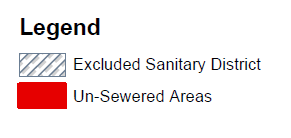 Legend
Excluded Sanitary District
Un-Sewered Areas